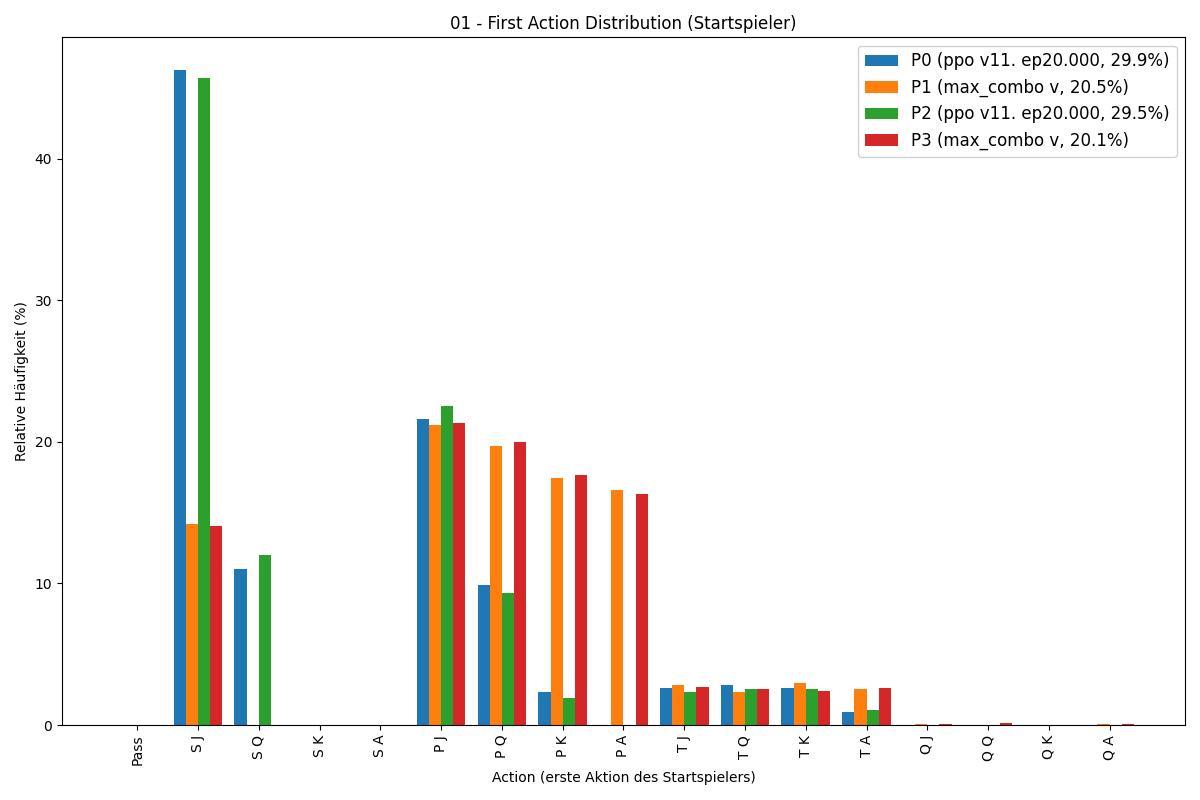 01 - First Action Distribution (Startspieler)
P0 (ppo v11. ep20.000, 29.9%)
P1 (max_combo v, 20.5%)
P2 (ppo v11. ep20.000, 29.5%)
P3 (max_combo v, 20.1%)
Relative Häufigkeit (%)
40
30
20
10
0
Pass
S J
S Q
S K
S A
P J
P Q
P K
P A
T J
T Q
T K
T A
Q J
Q Q
Q K
Q A
Action (erste Aktion des Startspielers)